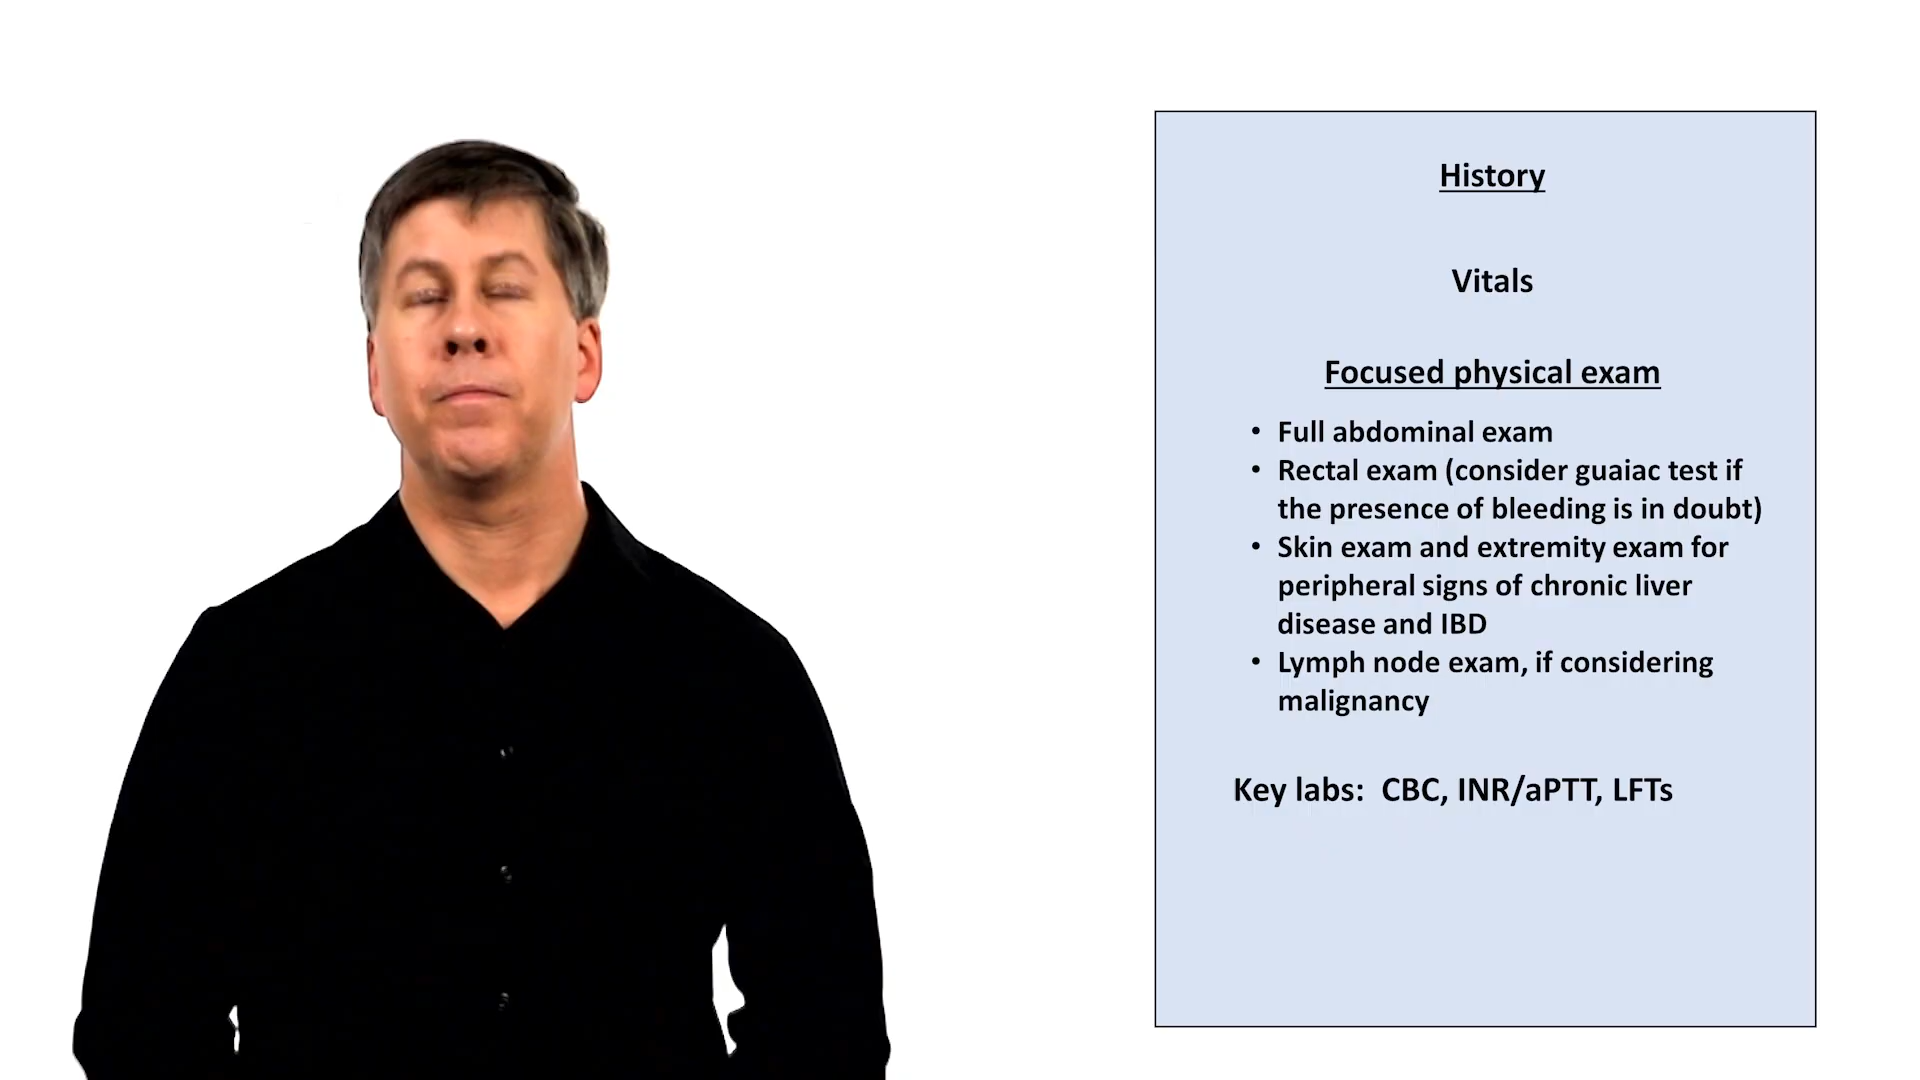 History
Vitals
Focused physical exam
• Full abdominal exam
• Rectal exam (consider guaiac test if
the presence of bleeding is in doubt)
• Skin exam and extremity exam for
peripheral signs of chronic liver
disease and IBD
• Lymph node exam, if considering
malignancy
Key labs: CBC, INR/aPTT, LFTs